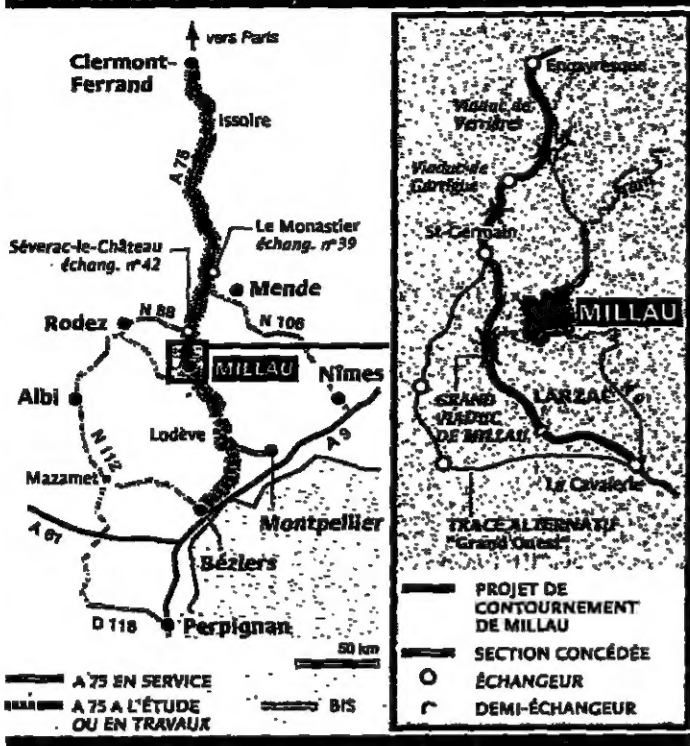 vers Paris
Clermont-
Ferrand
Issoire
A 75
Le Monastier
échang. n°39
Séverac-le-Château
échang. n°42
Mende
N 88
N 106
Rodez
MILLAU
Nîmes
Albi
Lodève
A 9
N 112
Mazamet
Montpellier
A 61
Béziers
D 118
Perpignan
50 km
A 75 EN SERVICE
A 75 A L'ÉTUDE
OU EN TRAVAUX
BIS
Engayresque
Viaduc de
Verrières
Viaduc de
Garrigue
Tarn
St-Germain
MILLAU
GRAND
VIADUC
DE MILLAU
LARZAC
La Cavalerie
TRACÉ ALTERNATIF
"Grand Ouest"
PROJET DE
CONTOURNEMENT
DE MILLAU
SECTION CONCÉDÉE
ÉCHANGEUR
DEMI-ÉCHANGEUR